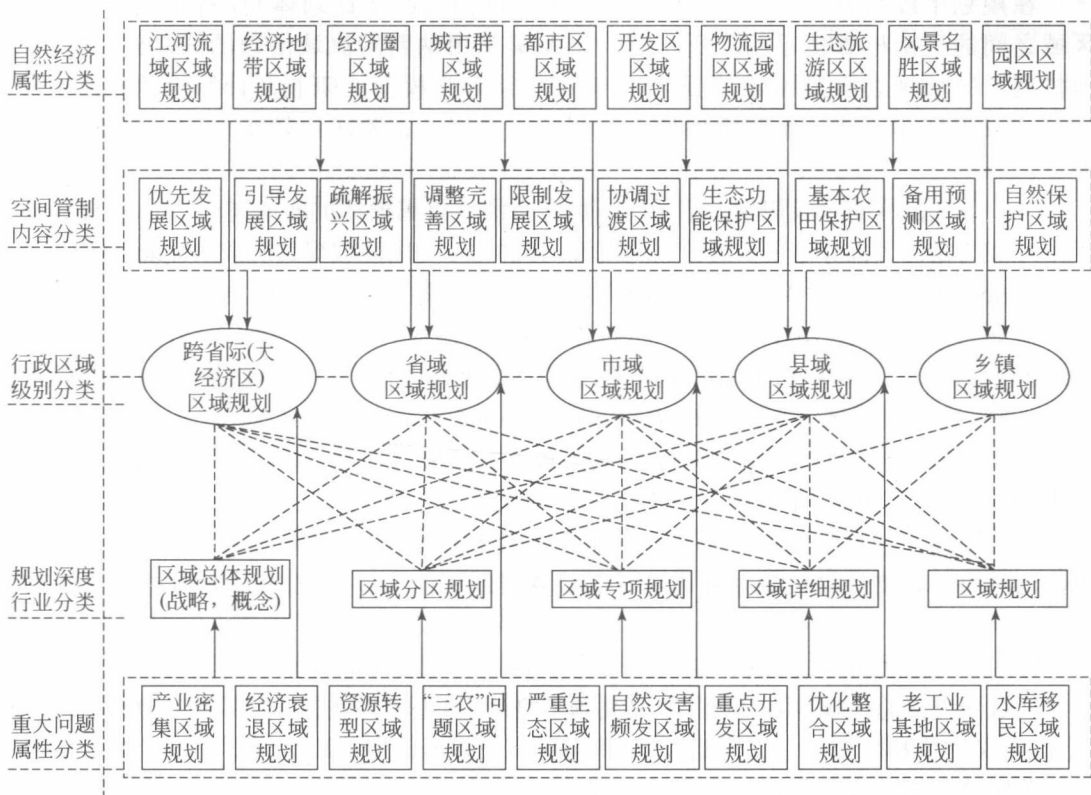 自然经济
属性分类
江河流
域区域
规划
经济地
带区域
规划
经济圈
区域
规划
城市群
区域
规划
都市区
区域
规划
开发区
区域
规划
物流园
区区域
规划
生态旅
游区区
域规划
风景名
胜区域
规划
园区区
域规划
空间管制
内容分类
优先发
展区域
规划
引导发
展区域
规划
疏解振
兴区域
规划
调整完
善区域
规划
限制发
展区域
规划
协调过
渡区域
规划
生态功
能保护区
域规划
基本农
田保护区
域规划
备用预
测区域
规划
自然保
护区域
规划
行政区域
级别分类
跨省际(大
经济区)
区域规划
省域
区域规划
市域
区域规划
县域
区域规划
乡镇
区域规划
规划深度
行业分类
区域总体规划
(战略，概念)
区域分区规划
区域专项规划
区域详细规划
区域规划
重大问题
属性分类
产业密
集区域
规划
经济衰
退区域
规划
资源转
型区域
规划
“三农”问
题区域
规划
严重生
态区域
规划
自然灾害
频发区域
规划
重点开
发区域
规划
优化整
合区域
规划
老工业
基地区域
规划
水库移
民区域
规划